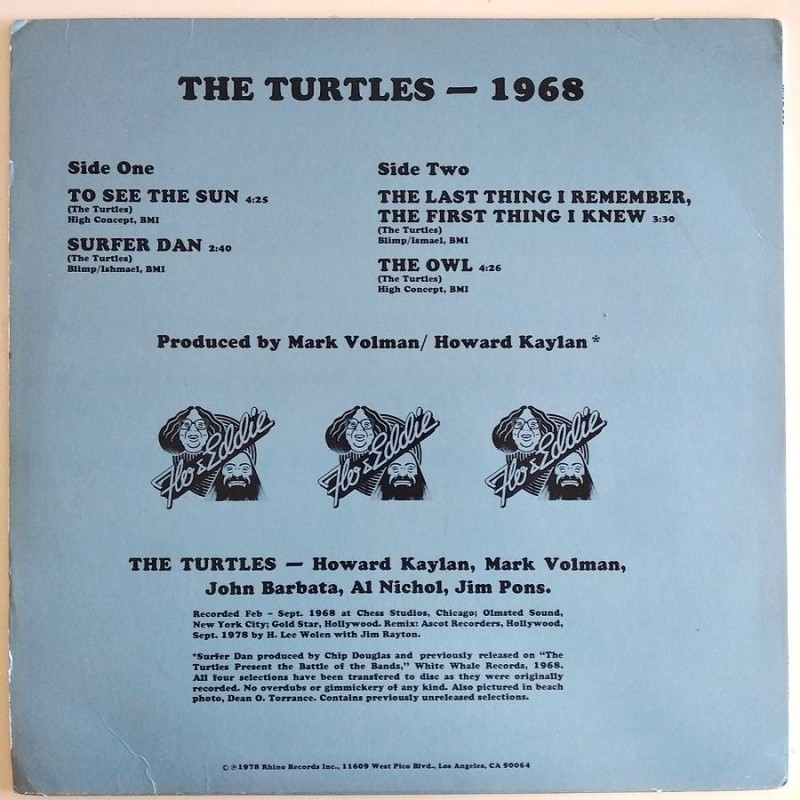 THE TURTLES — 1968
Side One
TO SEE THE SUN 4:25
(The Turtles)
High Concept, BMI
SURFER DAN 2:40
(The Turtles)
Blimp/Ishmael, BMI
Side Two
THE LAST THING I REMEMBER,
THE FIRST THING I KNEW 3:30
(The Turtles)
Blimp/Ismael, BMI
THE OWL 4:26
(The Turtles)
High Concept, BMI
Produced by Mark Volman/ Howard Kaylan *
Flo & Eddie
Flo & Eddie
Flo & Eddie
THE TURTLES — Howard Kaylan, Mark Volman,
John Barbata, Al Nichol, Jim Pons.
Recorded Feb – Sept. 1968 at Chess Studios, Chicago; Olmsted Sound,
New York City; Gold Star, Hollywood. Remix: Ascot Recorders, Hollywood,
Sept. 1978 by H. Lee Wolen with Jim Rayton.
*Surfer Dan produced by Chip Douglas and previously released on "The
Turtles Present the Battle of the Bands," White Whale Records, 1968.
All four selections have been transfered to disc as they were originally
recorded. No overdubs or gimmickery of any kind. Also pictured in beach
photo, Dean O. Torrance. Contains previously unreleased selections.
© ℗ 1978 Rhino Records Inc., 11609 West Pico Blvd., Los Angeles, CA 90064